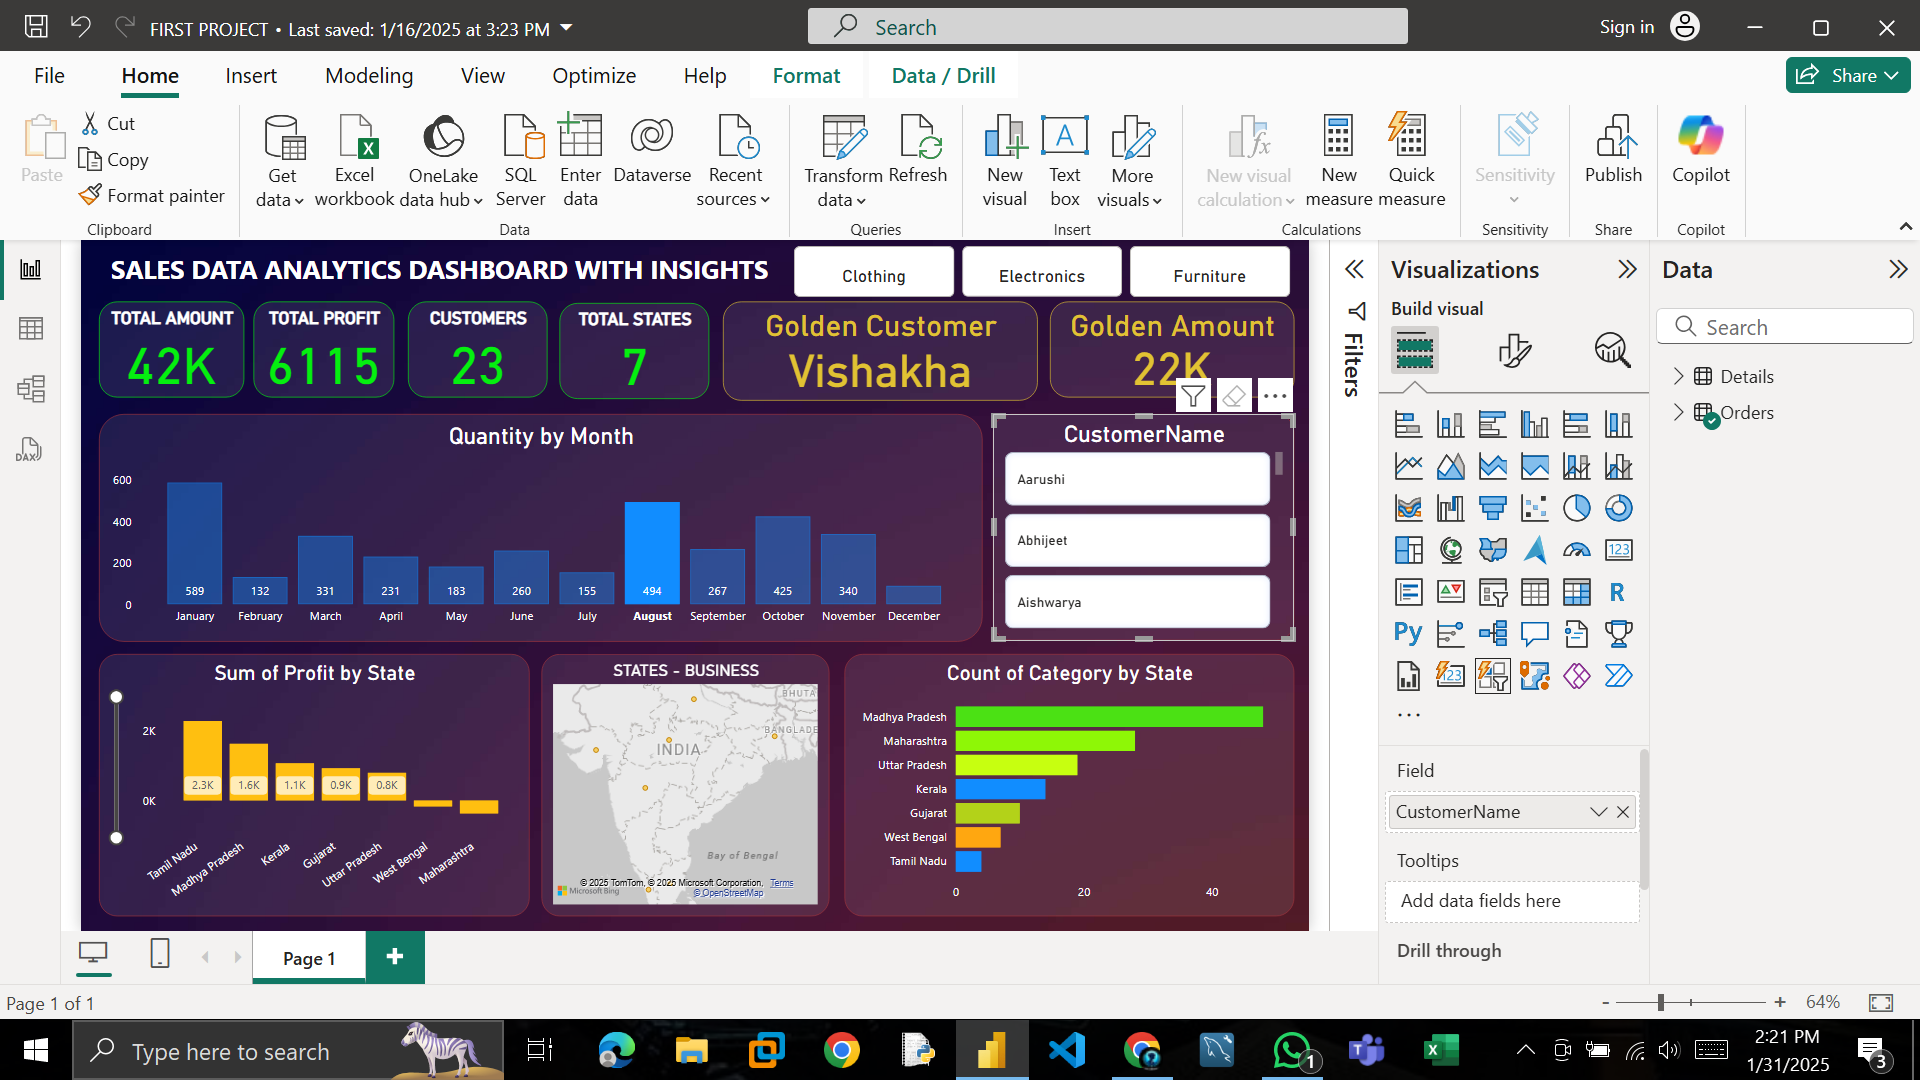 FIRST PROJECT • Last saved: 1/16/2025 at 3:23 PM
Search
Sign in
File Home Insert Modeling View Optimize Help Format Data / Drill
Share
Paste
Cut
Copy
Format painter
Clipboard
Get data
Excel workbook
OneLake data hub
SQL Server
Enter data
Dataverse
Recent sources
Data
Transform data
Refresh
Queries
New visual
Text box
More visuals
Insert
New visual calculation
New measure
Quick measure
Calculations
Sensitivity
Sensitivity
Publish
Share
Copilot
Copilot
DAX
SALES DATA ANALYTICS DASHBOARD WITH INSIGHTS
Clothing
Electronics
Furniture
TOTAL AMOUNT
42K
TOTAL PROFIT
6115
CUSTOMERS
23
TOTAL STATES
7
Golden Customer
Vishakha
Golden Amount
22K
Quantity by Month
600
400
200
0
589 132 331 231 183 260 155 494 267 425 340
January February March April May June July August September October November December
CustomerName
Aarushi
Abhijeet
Aishwarya
Sum of Profit by State
2K
0K
2.3K 1.6K 1.1K 0.9K 0.8K
Tamil Nadu
Madhya Pradesh
Kerala
Gujarat
Uttar Pradesh
West Bengal
Maharashtra
STATES - BUSINESS
BHUTA
BANGLADE
INDIA
Bay of Bengal
© 2025 TomTom, © 2025 Microsoft Corporation, Terms
Microsoft Bing
© OpenStreetMap
Count of Category by State
Madhya Pradesh
Maharashtra
Uttar Pradesh
Kerala
Gujarat
West Bengal
Tamil Nadu
0 20 40
Filters
Visualizations
Build visual
123
R
Py
123
...
Field
CustomerName
Tooltips
Add data fields here
Drill through
Data
Search
Details
Orders
Page 1
+
Page 1 of 1
- + 64%
Type here to search
1
2:21 PM
1/31/2025
3